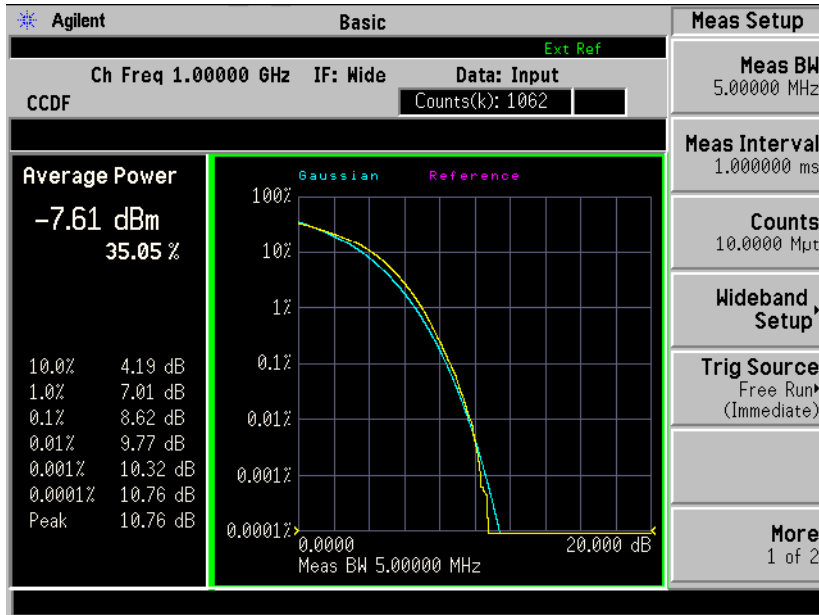 Agilent Basic Meas Setup
Ext Ref
Ch Freq 1.00000 GHz IF: Wide Data: Input
CCDF Counts(k): 1062
Meas BW
5.00000 MHz
Meas Interval
1.000000 ms
Counts
10.0000 Mpt
Wideband
Setup
Trig Source
Free Run
(Immediate)
More
1 of 2
Average Power
-7.61 dBm
35.05 %
10.0% 4.19 dB
1.0% 7.01 dB
0.1% 8.62 dB
0.01% 9.77 dB
0.001% 10.32 dB
0.0001% 10.76 dB
Peak 10.76 dB
Gaussian Reference
100%
10%
1%
0.1%
0.01%
0.001%
0.0001%
0.0000 20.000 dB
Meas BW 5.00000 MHz